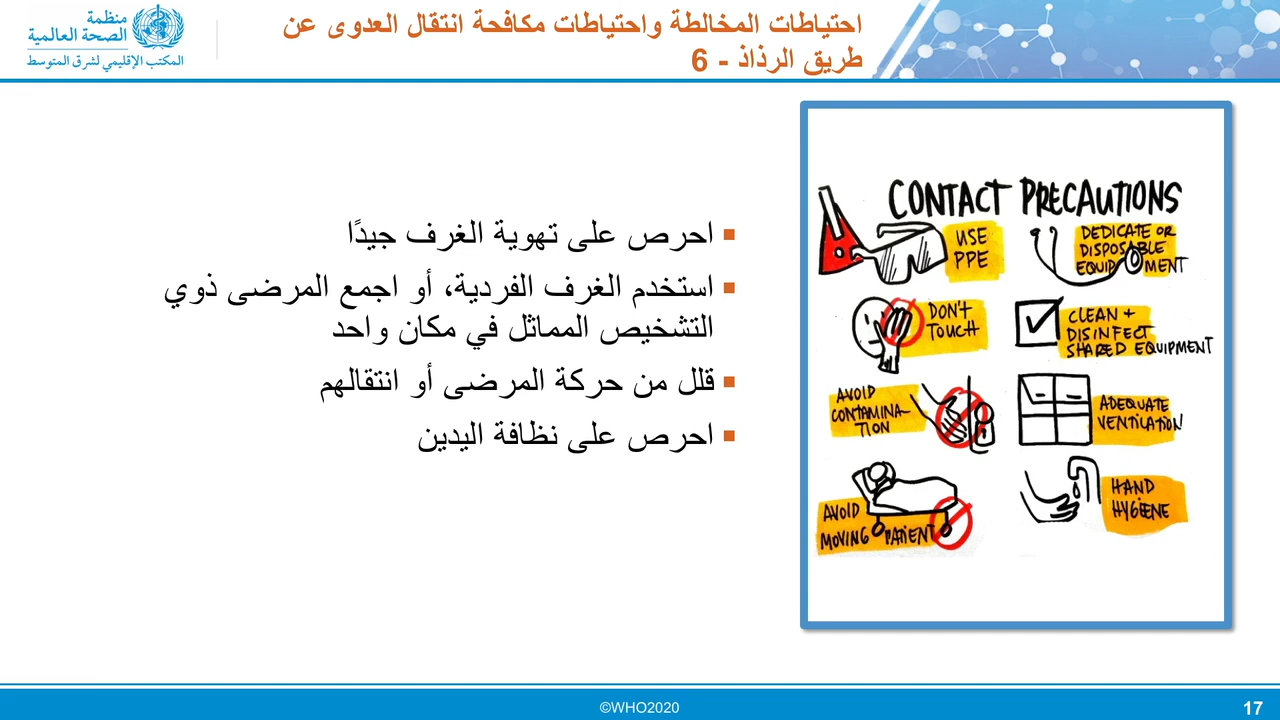 منظمة
الصحة العالمية
المكتب الإقليمي لشرق المتوسط
احتياطات المخالطة واحتياطات مكافحة انتقال العدوى عن
طريق الرذاذ - 6
احرص على تهوية الغرف جيدًا
استخدم الغرف الفردية، أو اجمع المرضى ذوي
التشخيص المماثل في مكان واحد
قلل من حركة المرضى أو انتقالهم
احرص على نظافة اليدين
CONTACT PRECAUTIONS
USE
PPE
DEDICATE OR
DISPOSABLE
EQUIPMENT
DON'T
TOUCH
CLEAN +
DISINFECT
SHARED EQUIPMENT
AVOID
CONTAMINA-
TION
ADEQUATE
VENTILATION
AVOID
MOVING PATIENT
HAND
HYGIENE
©WHO2020
17